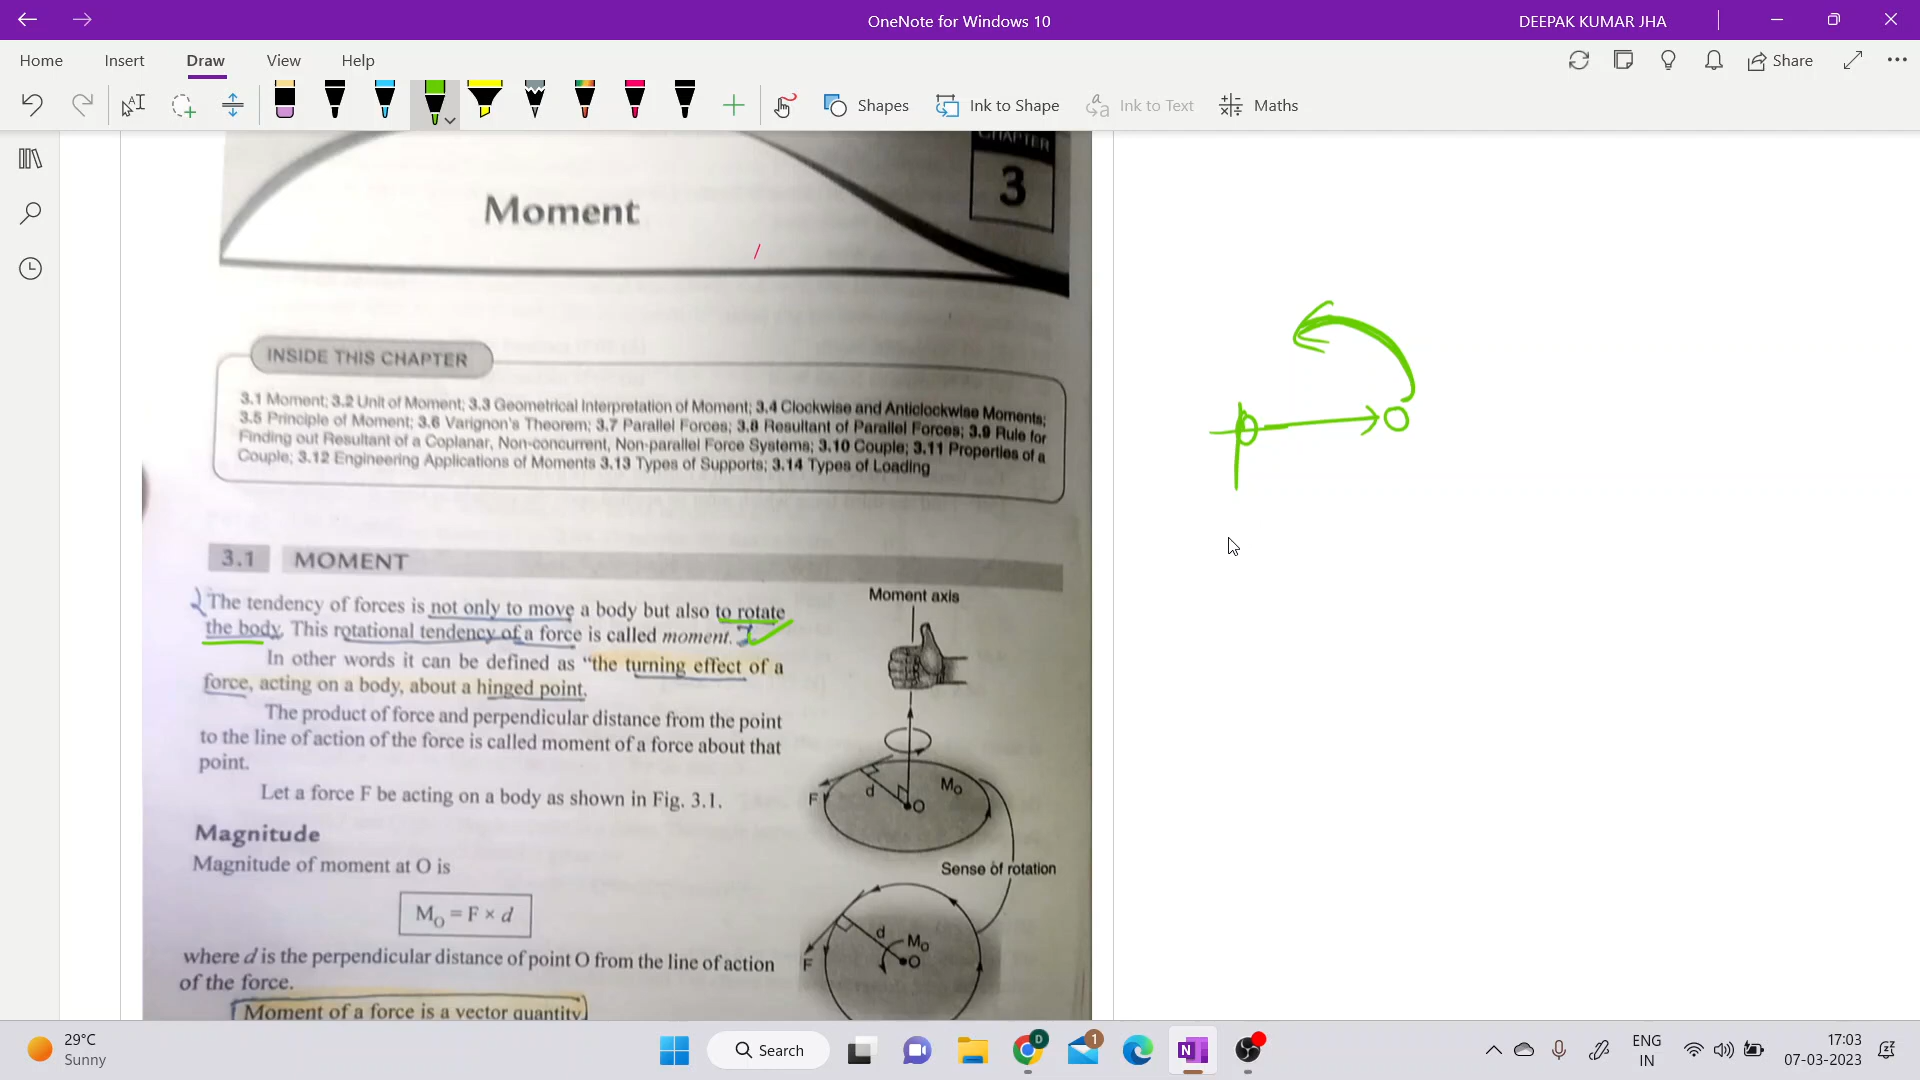 OneNote for Windows 10
DEEPAK KUMAR JHA
Home Insert Draw View Help
Share
Shapes Ink to Shape Ink to Text Maths
CHAPTER
3
Moment
INSIDE THIS CHAPTER
3.1 Moment; 3.2 Unit of Moment; 3.3 Geometrical Interpretation of Moment; 3.4 Clockwise and Anticlockwise Moments;
3.5 Principle of Moment; 3.6 Varignon's Theorem; 3.7 Parallel Forces; 3.8 Resultant of Parallel Forces; 3.9 Rule for
Finding out Resultant of a Coplanar, Non-concurrent, Non-parallel Force Systems; 3.10 Couple; 3.11 Properties of a
Couple; 3.12 Engineering Applications of Moments 3.13 Types of Supports; 3.14 Types of Loading
3.1 MOMENT
The tendency of forces is not only to move a body but also to rotate
the body. This rotational tendency of a force is called moment.
In other words it can be defined as "the turning effect of a
force, acting on a body, about a hinged point.
The product of force and perpendicular distance from the point
to the line of action of the force is called moment of a force about that
point.
Let a force F be acting on a body as shown in Fig. 3.1.
Magnitude
Magnitude of moment at O is
M_O = F × d
where d is the perpendicular distance of point O from the line of action
of the force.
Moment of a force is a vector quantity
Moment axis
F d O M_O
Sense of rotation
F d M_O O
29°C
Sunny
Search
D
1
N
ENG
IN
17:03
07-03-2023